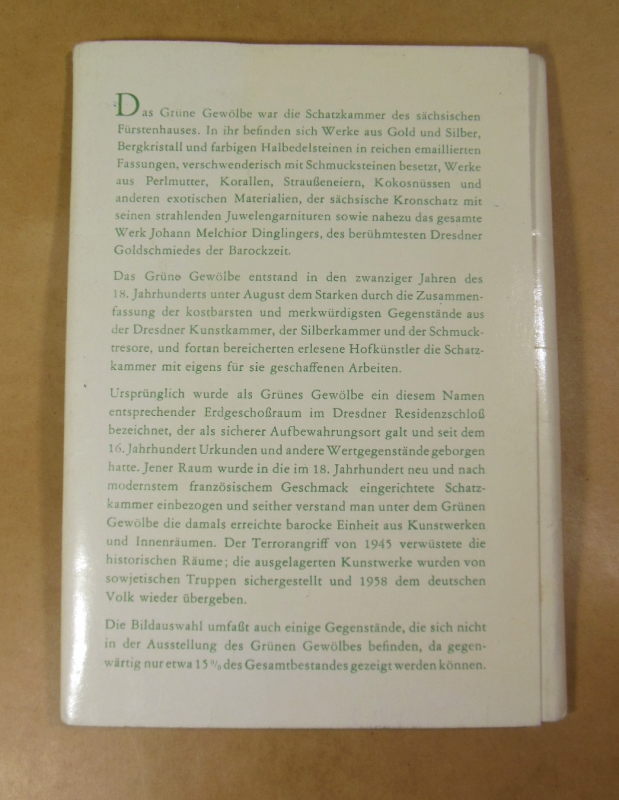 Das Grüne Gewölbe war die Schatzkammer des sächsischen
Fürstenhauses. In ihr befinden sich Werke aus Gold und Silber,
Bergkristall und farbigen Halbedelsteinen in reichen emaillierten
Fassungen, verschwenderisch mit Schmucksteinen besetzt, Werke
aus Perlmutter, Korallen, Straußeneiern, Kokosnüssen und
anderen exotischen Materialien, der sächsische Kronschatz mit
seinen strahlenden Juwelengarnituren sowie nahezu das gesamte
Werk Johann Melchior Dinglingers, des berühmtesten Dresdner
Goldschmiedes der Barockzeit.
Das Grüne Gewölbe entstand in den zwanziger Jahren des
18. Jahrhunderts unter August dem Starken durch die Zusammen-
fassung der kostbarsten und merkwürdigsten Gegenstände aus
der Dresdner Kunstkammer, der Silberkammer und der Schmuck-
tresore, und fortan bereicherten erlesene Hofkünstler die Schatz-
kammer mit eigens für sie geschaffenen Arbeiten.
Ursprünglich wurde als Grünes Gewölbe ein diesem Namen
entsprechender Erdgeschoßraum im Dresdner Residenzschloß
bezeichnet, der als sicherer Aufbewahrungsort galt und seit dem
16. Jahrhundert Urkunden und andere Wertgegenstände geborgen
hatte. Jener Raum wurde in die im 18. Jahrhundert neu und nach
modernstem französischem Geschmack eingerichtete Schatz-
kammer einbezogen und seither verstand man unter dem Grünen
Gewölbe die damals erreichte barocke Einheit aus Kunstwerken
und Innenräumen. Der Terrorangriff von 1945 verwüstete die
historischen Räume; die ausgelagerten Kunstwerke wurden von
sowjetischen Truppen sichergestellt und 1958 dem deutschen
Volk wieder übergeben.
Die Bildauswahl umfaßt auch einige Gegenstände, die sich nicht
in der Ausstellung des Grünen Gewölbes befinden, da gegen-
wärtig nur etwa 15% des Gesamtbestandes gezeigt werden können.